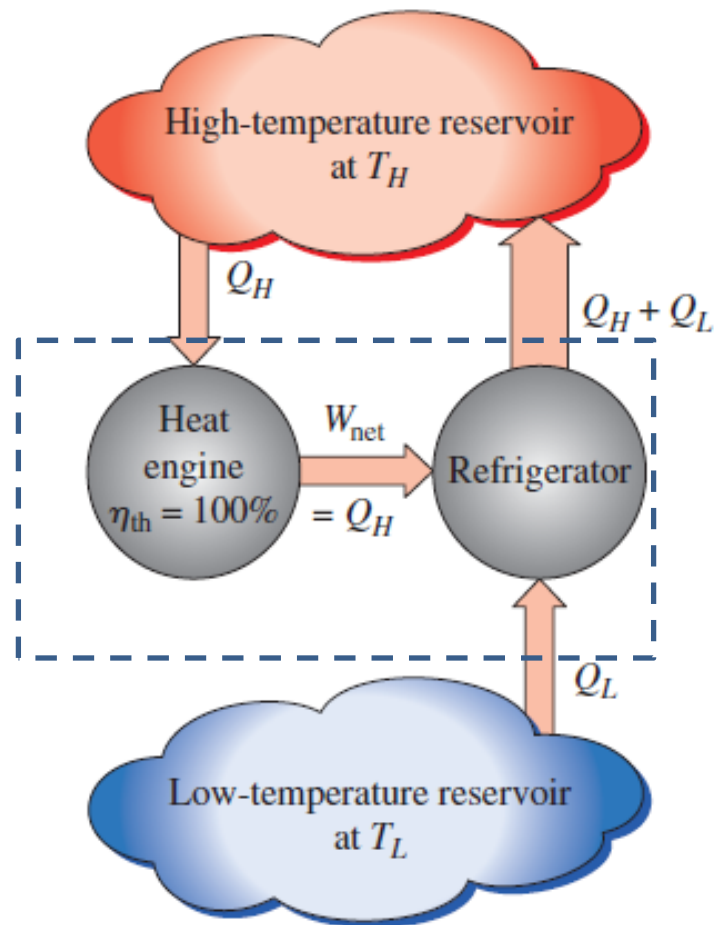 High-temperature reservoir
at T_H
Q_H
Q_H + Q_L
Heat
engine
η_th = 100%
W_net
= Q_H
Refrigerator
Q_L
Low-temperature reservoir
at T_L